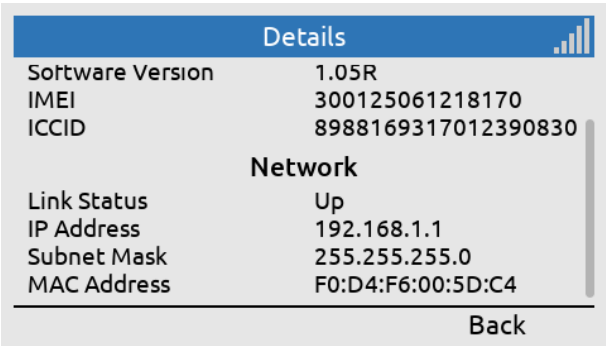 Details
Software Version 1.05R
IMEI 300125061218170
ICCID 8988169317012390830
Network
Link Status Up
IP Address 192.168.1.1
Subnet Mask 255.255.255.0
MAC Address F0:D4:F6:00:5D:C4
Back